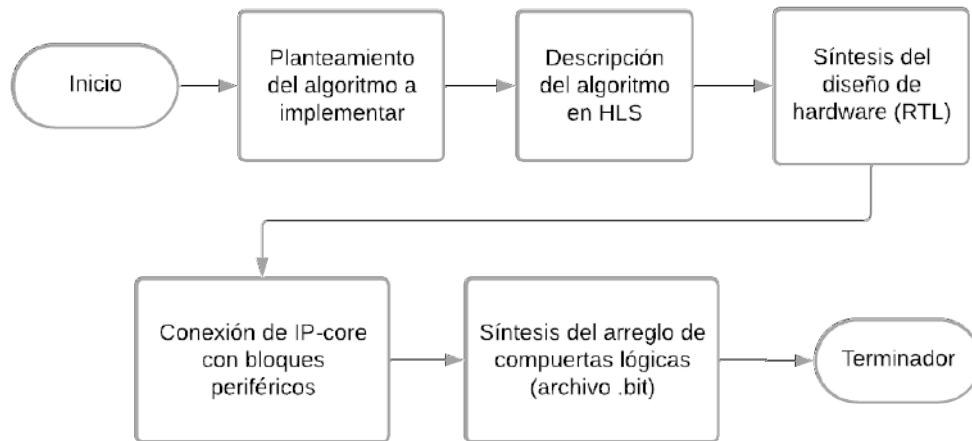 Inicio
Planteamiento
del algoritmo a
implementar
Descripción
del algoritmo
en HLS
Síntesis del
diseño de
hardware (RTL)
Conexión de IP-core
con bloques
periféricos
Síntesis del arreglo de
compuertas lógicas
(archivo .bit)
Terminador